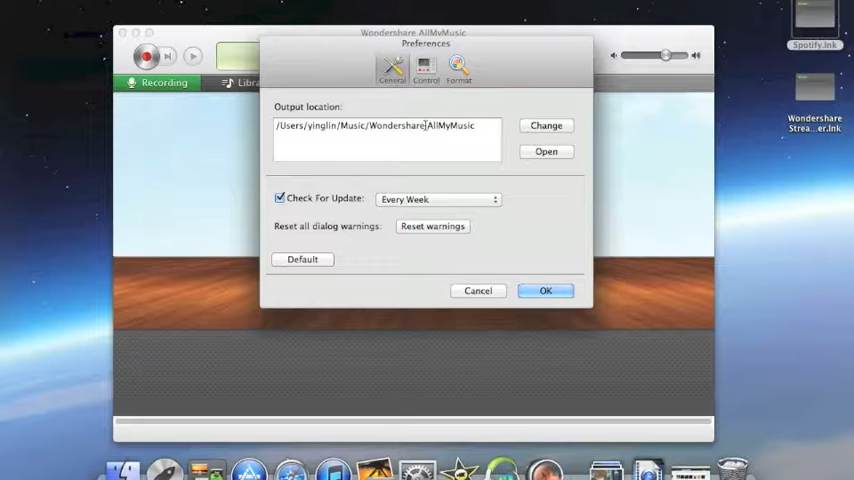 Wondershare AllMyMusic
Preferences
General
Control
Format
Spotify.lnk
Recording
Libra
Output location:
/Users/yinglin/Music/Wondershare AllMyMusic
Change
Open
Wondershare
Strea...er.lnk
Check For Update:
Every Week
Reset all dialog warnings:
Reset warnings
Default
Cancel
OK